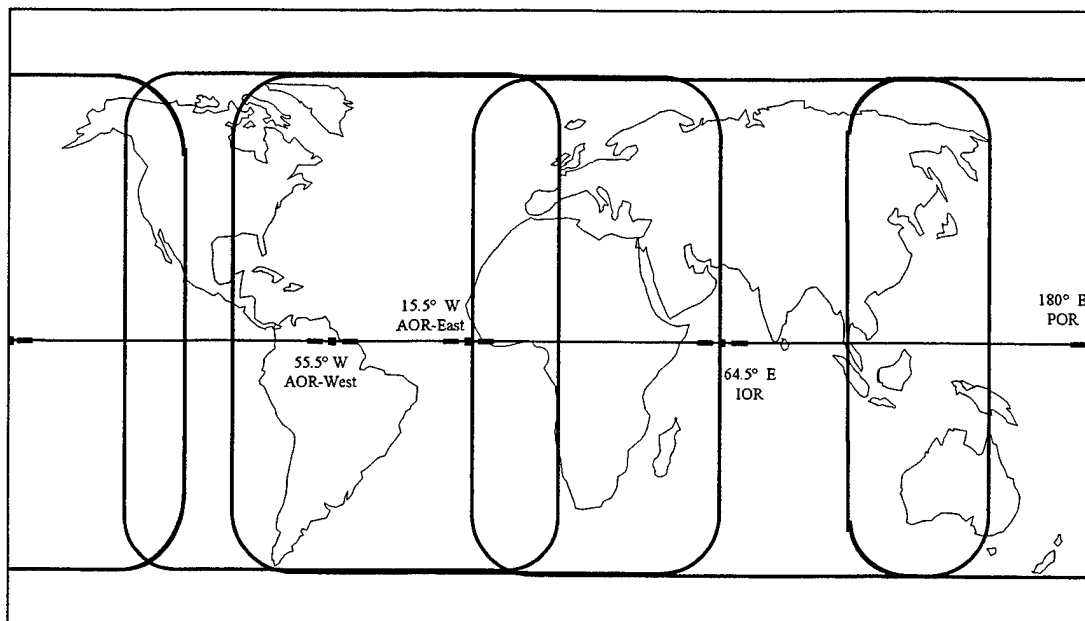 15.5° W
AOR-East
180° E
POR
55.5° W
AOR-West
64.5° E
IOR